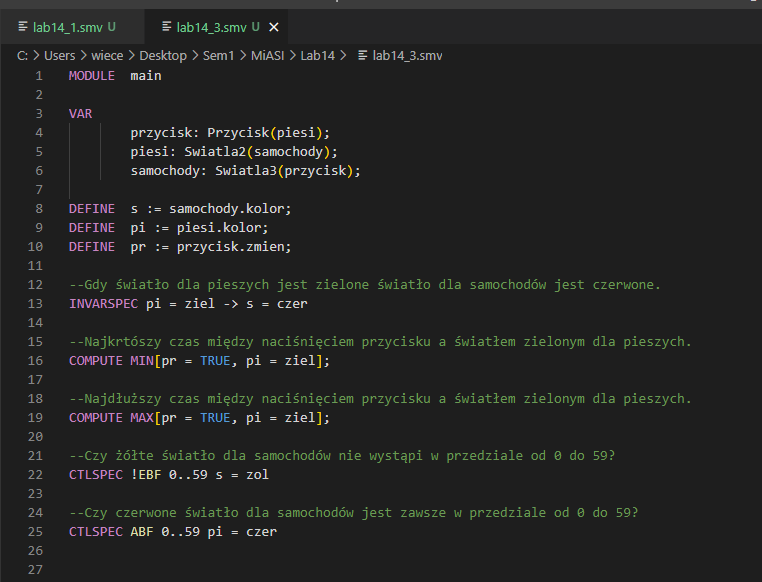 lab14_1.smv U
lab14_3.smv U
C: > Users > wiece > Desktop > Sem1 > MiASI > Lab14 > lab14_3.smv
1 MODULE main
2
3 VAR
4 przycisk: Przycisk(piesi);
5 piesi: Swiatla2(samochody);
6 samochody: Swiatla3(przycisk);
7
8 DEFINE s := samochody.kolor;
9 DEFINE pi := piesi.kolor;
10 DEFINE pr := przycisk.zmien;
11
12 --Gdy światło dla pieszych jest zielone światło dla samochodów jest czerwone.
13 INVARSPEC pi = ziel -> s = czer
14
15 --Najkrtószy czas między naciśnięciem przycisku a światłem zielonym dla pieszych.
16 COMPUTE MIN[pr = TRUE, pi = ziel];
17
18 --Najdłuższy czas między naciśnięciem przycisku a światłem zielonym dla pieszych.
19 COMPUTE MAX[pr = TRUE, pi = ziel];
20
21 --Czy żółte światło dla samochodów nie wystąpi w przedziale od 0 do 59?
22 CTLSPEC !EBF 0..59 s = zol
23
24 --Czy czerwone światło dla samochodów jest zawsze w przedziale od 0 do 59?
25 CTLSPEC ABF 0..59 pi = czer
26
27